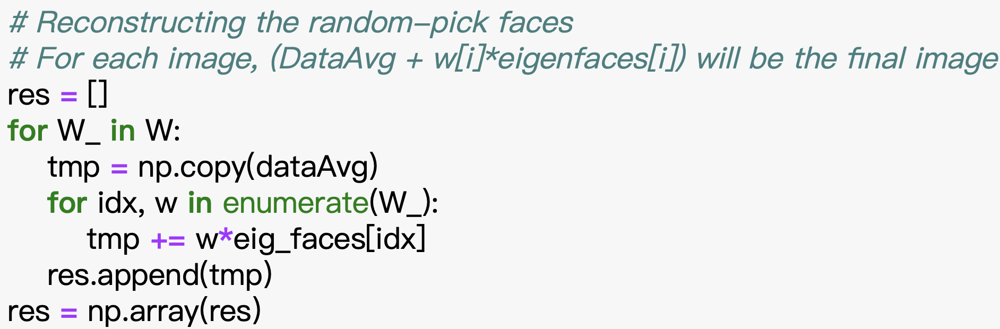 # Reconstructing the random-pick faces
# For each image, (DataAvg + w[i]*eigenfaces[i]) will be the final image
res = []
for W_ in W:
    tmp = np.copy(dataAvg)
    for idx, w in enumerate(W_):
        tmp += w*eig_faces[idx]
    res.append(tmp)
res = np.array(res)